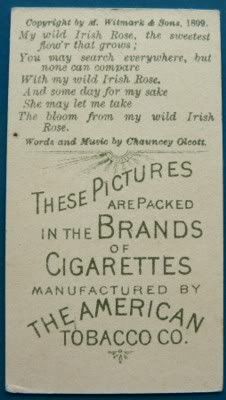 Copyright by M. Witmark & Sons, 1899.
My wild Irish Rose, the sweetest
flow'r that grows;
You may search everywhere, but
none can compare
With my wild Irish Rose.
And some day for my sake
She may let me take
The bloom from my wild Irish
Rose.
Words and Music by Chauncey Olcott.
THESE PICTURES
ARE PACKED
IN THE BRANDS
OF
CIGARETTES
MANUFACTURED BY
THE AMERICAN
TOBACCO CO.